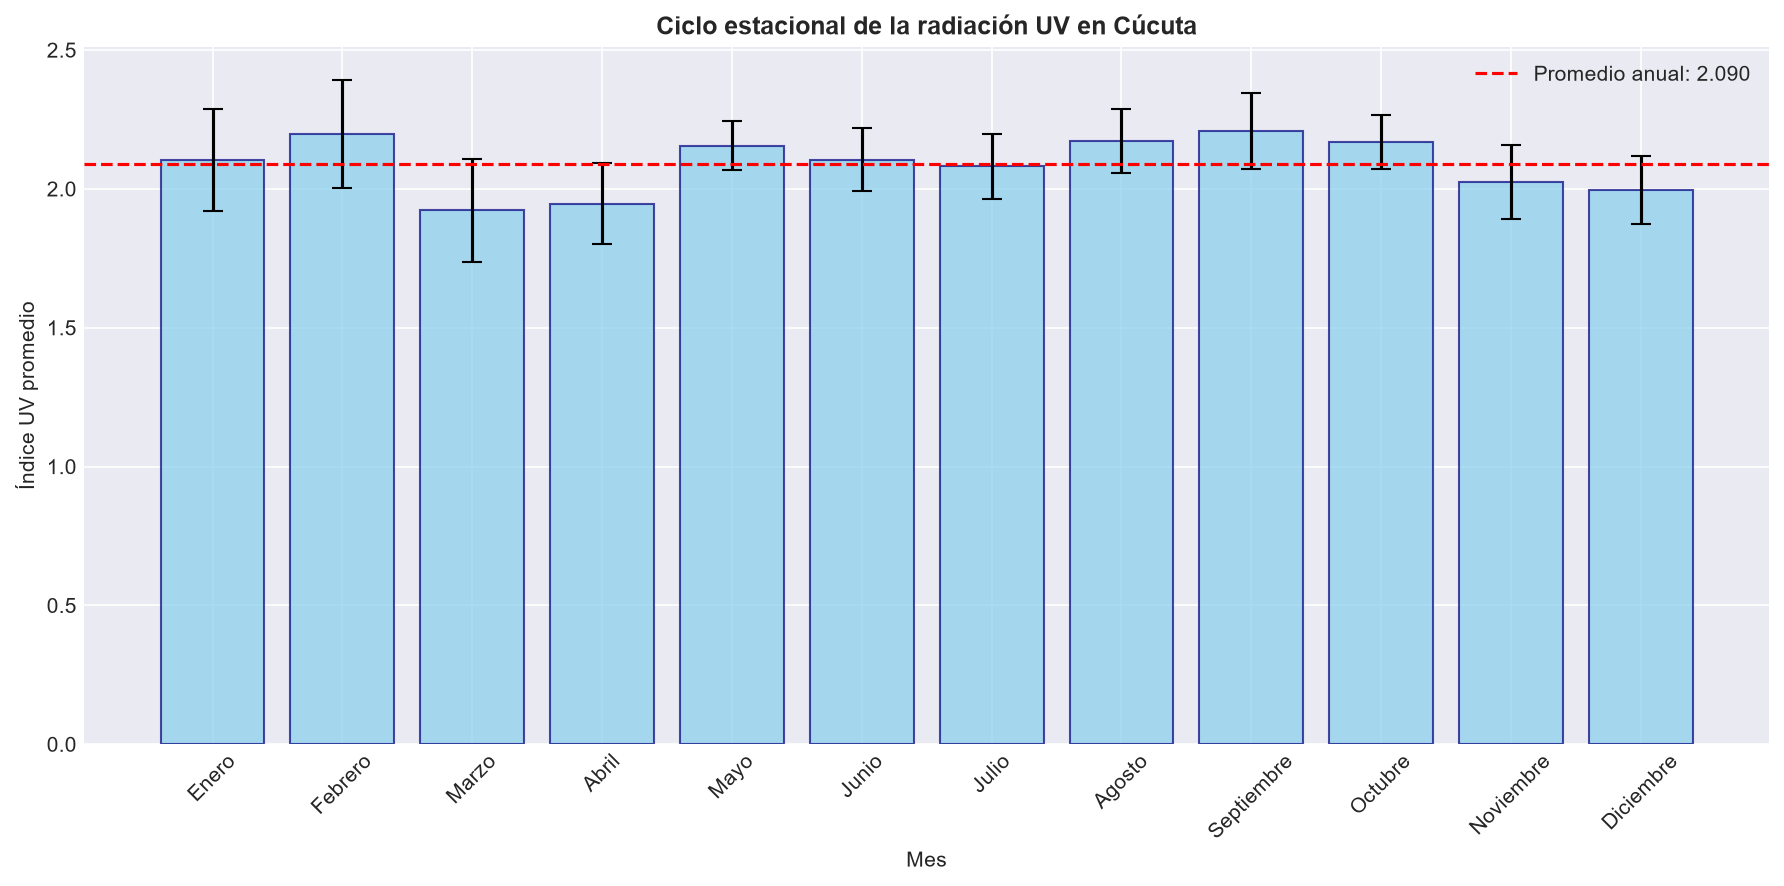 Ciclo estacional de la radiación UV en Cúcuta
Promedio anual: 2.090
Índice UV promedio
2.5
2.0
1.5
1.0
0.5
0.0
Enero
Febrero
Marzo
Abril
Mayo
Junio
Julio
Agosto
Septiembre
Octubre
Noviembre
Diciembre
Mes